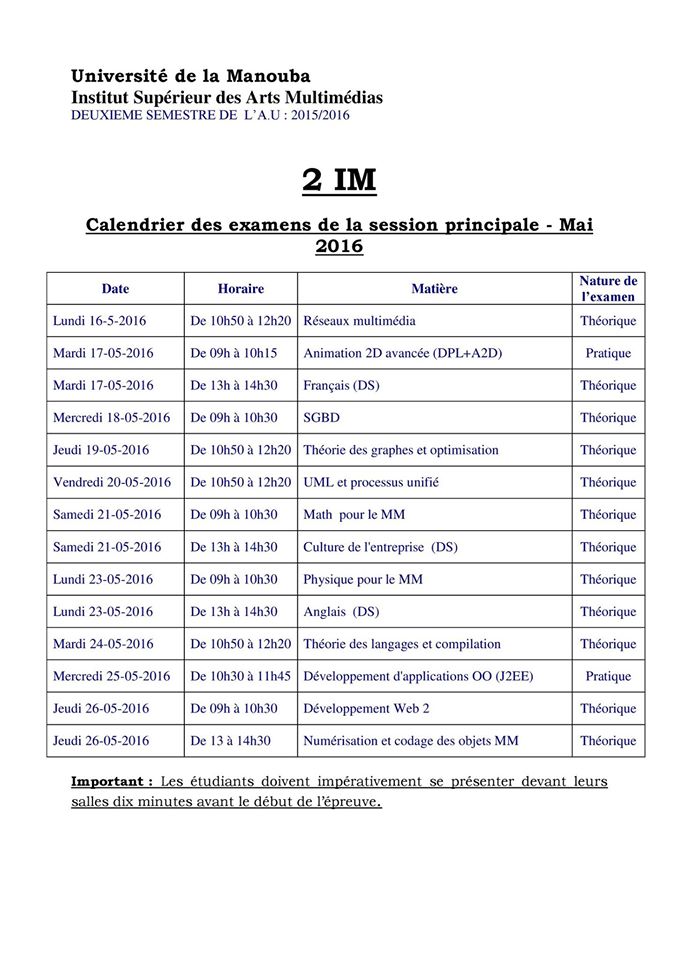 Université de la Manouba
Institut Supérieur des Arts Multimédias
DEUXIEME SEMESTRE DE L’A.U : 2015/2016
2 IM
Calendrier des examens de la session principale - Mai
2016
Date Horaire Matière Nature de l’examen
Lundi 16-5-2016 De 10h50 à 12h20 Réseaux multimédia Théorique
Mardi 17-05-2016 De 09h à 10h15 Animation 2D avancée (DPL+A2D) Pratique
Mardi 17-05-2016 De 13h à 14h30 Français (DS) Théorique
Mercredi 18-05-2016 De 09h à 10h30 SGBD Théorique
Jeudi 19-05-2016 De 10h50 à 12h20 Théorie des graphes et optimisation Théorique
Vendredi 20-05-2016 De 10h50 à 12h20 UML et processus unifié Théorique
Samedi 21-05-2016 De 09h à 10h30 Math pour le MM Théorique
Samedi 21-05-2016 De 13h à 14h30 Culture de l'entreprise (DS) Théorique
Lundi 23-05-2016 De 09h à 10h30 Physique pour le MM Théorique
Lundi 23-05-2016 De 13h à 14h30 Anglais (DS) Théorique
Mardi 24-05-2016 De 10h50 à 12h20 Théorie des langages et compilation Théorique
Mercredi 25-05-2016 De 10h30 à 11h45 Développement d'applications OO (J2EE) Pratique
Jeudi 26-05-2016 De 09h à 10h30 Développement Web 2 Théorique
Jeudi 26-05-2016 De 13 à 14h30 Numérisation et codage des objets MM Théorique
Important : Les étudiants doivent impérativement se présenter devant leurs
salles dix minutes avant le début de l’épreuve.